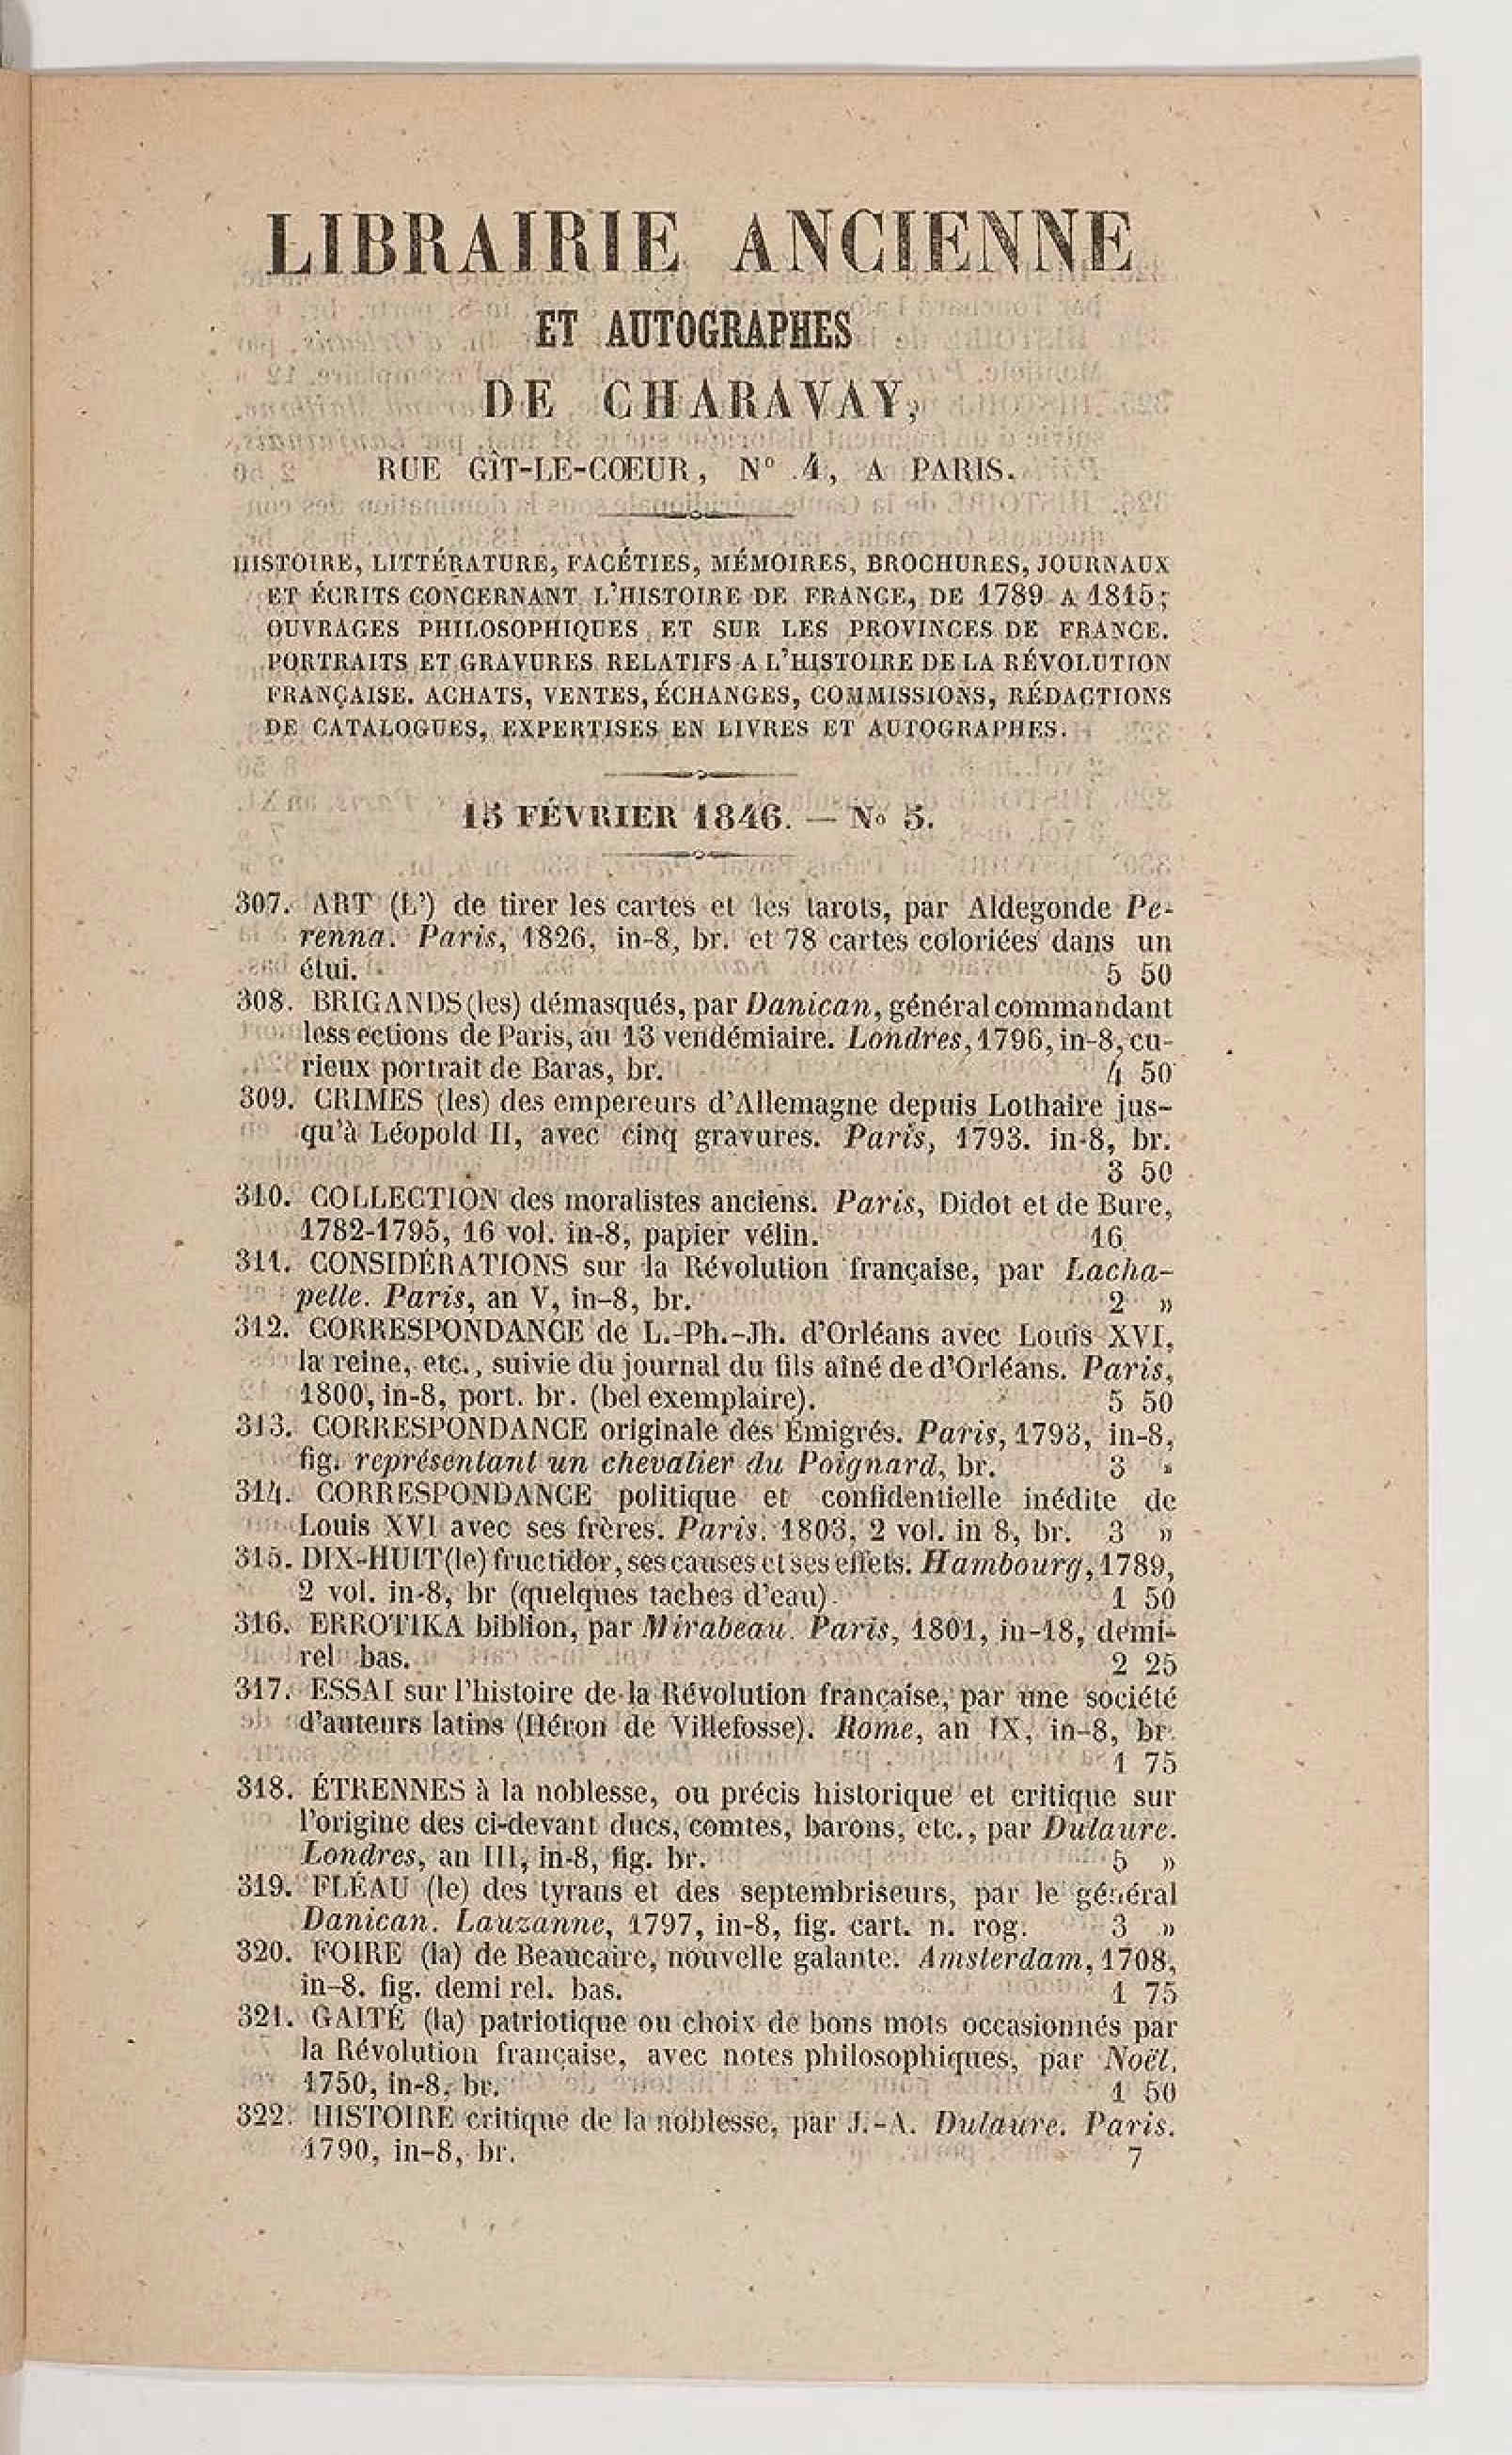 LIBRAIRIE ANCIENNE
ET AUTOGRAPHES
DE CHARAVAY,
RUE GÎT-LE-CŒUR, N° 4, A PARIS.
HISTOIRE, LITTÉRATURE, FACÉTIES, MÉMOIRES, BROCHURES, JOURNAUX
ET ÉCRITS CONCERNANT L'HISTOIRE DE FRANCE, DE 1789 A 1815;
OUVRAGES PHILOSOPHIQUES ET SUR LES PROVINCES DE FRANCE.
PORTRAITS ET GRAVURES RELATIFS A L'HISTOIRE DE LA RÉVOLUTION
FRANÇAISE. ACHATS, VENTES, ÉCHANGES, COMMISSIONS, RÉDACTIONS
DE CATALOGUES, EXPERTISES EN LIVRES ET AUTOGRAPHES.
15 FÉVRIER 1846. — N° 5.
307. ART (L') de tirer les cartes et les tarots, par Aldegonde Pe-
renna. Paris, 1826, in-8, br. et 78 cartes coloriées dans un
étui. 5 50
308. BRIGANDS (les) démasqués, par Danican, général commandant
less ections de Paris, au 13 vendémiaire. Londres, 1796, in-8, cu-
rieux portrait de Baras, br. 4 50
309. CRIMES (les) des empereurs d'Allemagne depuis Lothaire jus-
qu'à Léopold II, avec cinq gravures. Paris, 1793. in-8, br.
3 50
310. COLLECTION des moralistes anciens. Paris, Didot et de Bure,
1782-1795, 16 vol. in-8, papier vélin. 16
311. CONSIDÉRATIONS sur la Révolution française, par Lacha-
pelle. Paris, an V, in-8, br. 2 »
312. CORRESPONDANCE de L.-Ph.-Jh. d'Orléans avec Louis XVI,
la reine, etc., suivie du journal du fils aîné de d'Orléans. Paris,
1800, in-8, port. br. (bel exemplaire). 5 50
313. CORRESPONDANCE originale des Émigrés. Paris, 1793, in-8,
fig. représentant un chevalier du Poignard, br. 3 »
314. CORRESPONDANCE politique et confidentielle inédite de
Louis XVI avec ses frères. Paris. 1803, 2 vol. in 8, br. 3 »
315. DIX-HUIT (le) fructidor, ses causes et ses effets. Hambourg, 1789,
2 vol. in-8, br (quelques taches d'eau). 1 50
316. ERROTIKA biblion, par Mirabeau. Paris, 1801, in-18, demi-
rel bas. 2 25
317. ESSAI sur l'histoire de la Révolution française, par une société
d'auteurs latins (Héron de Villefosse). Rome, an IX, in-8, br.
1 75
318. ÉTRENNES à la noblesse, ou précis historique et critique sur
l'origine des ci-devant ducs, comtes, barons, etc., par Dulaure.
Londres, an III, in-8, fig. br. 5 »
319. FLÉAU (le) des tyrans et des septembriseurs, par le général
Danican. Lauzanne, 1797, in-8, fig. cart. n. rog. 3 »
320. FOIRE (la) de Beaucaire, nouvelle galante. Amsterdam, 1708,
in-8. fig. demi rel. bas. 1 75
321. GAITÉ (la) patriotique ou choix de bons mots occasionnés par
la Révolution française, avec notes philosophiques, par Noël,
1750, in-8, br. 1 50
322. HISTOIRE critique de la noblesse, par J.-A. Dulaure. Paris.
1790, in-8, br. 7